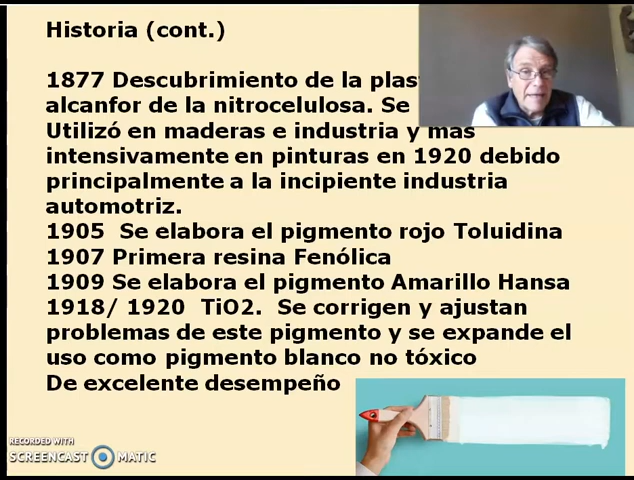 Historia (cont.)
1877 Descubrimiento de la
alcanfor de la nitrocelulosa. Se
Utilizó en maderas e industria y mas
intensivamente en pinturas en 1920 debido
principalmente a la incipiente industria
automotriz.
1905 Se elabora el pigmento rojo Toluidina
1907 Primera resina Fenólica
1909 Se elabora el pigmento Amarillo Hansa
1918/ 1920 TiO2. Se corrigen y ajustan
problemas de este pigmento y se expande el
uso como pigmento blanco no tóxico
De excelente desempeño
RECORDED WITH
SCREENCAST MATIC